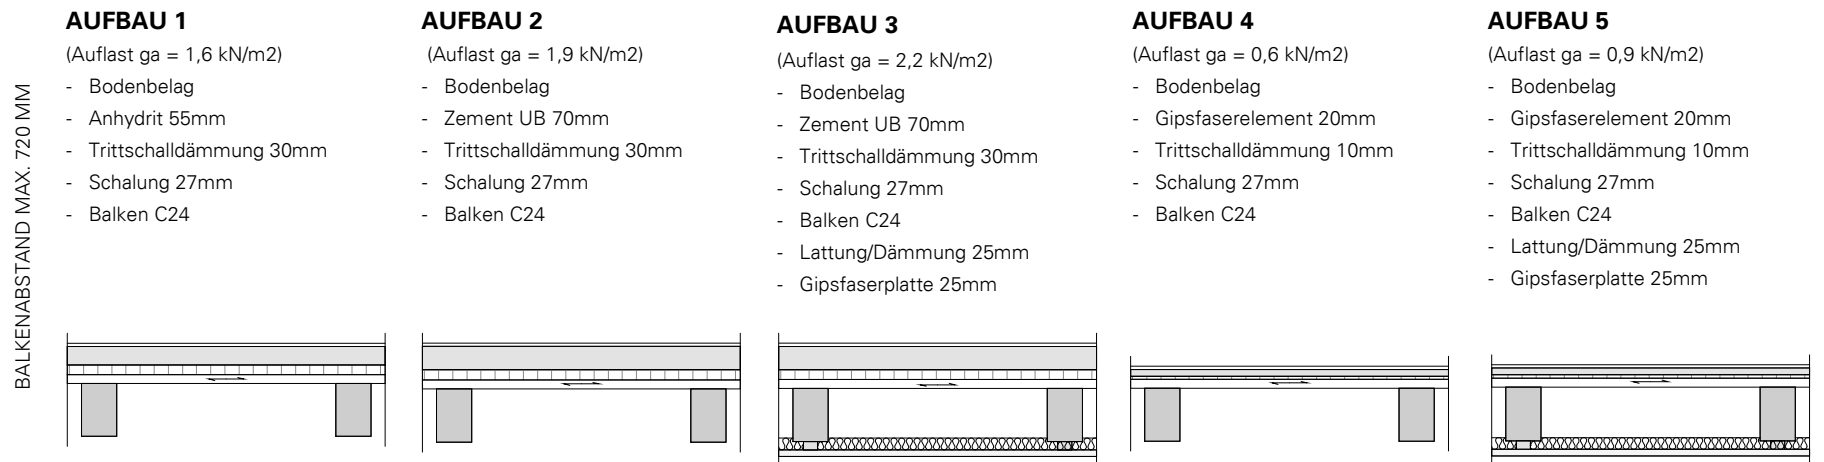 BALKENABSTAND MAX. 720 MM
AUFBAU 1
(Auflast ga = 1,6 kN/m2)
- Bodenbelag
- Anhydrit 55mm
- Trittschalldämmung 30mm
- Schalung 27mm
- Balken C24
AUFBAU 2
(Auflast ga = 1,9 kN/m2)
- Bodenbelag
- Zement UB 70mm
- Trittschalldämmung 30mm
- Schalung 27mm
- Balken C24
AUFBAU 3
(Auflast ga = 2,2 kN/m2)
- Bodenbelag
- Zement UB 70mm
- Trittschalldämmung 30mm
- Schalung 27mm
- Balken C24
- Lattung/Dämmung 25mm
- Gipsfaserplatte 25mm
AUFBAU 4
(Auflast ga = 0,6 kN/m2)
- Bodenbelag
- Gipsfaserelement 20mm
- Trittschalldämmung 10mm
- Schalung 27mm
- Balken C24
AUFBAU 5
(Auflast ga = 0,9 kN/m2)
- Bodenbelag
- Gipsfaserelement 20mm
- Trittschalldämmung 10mm
- Schalung 27mm
- Balken C24
- Lattung/Dämmung 25mm
- Gipsfaserplatte 25mm